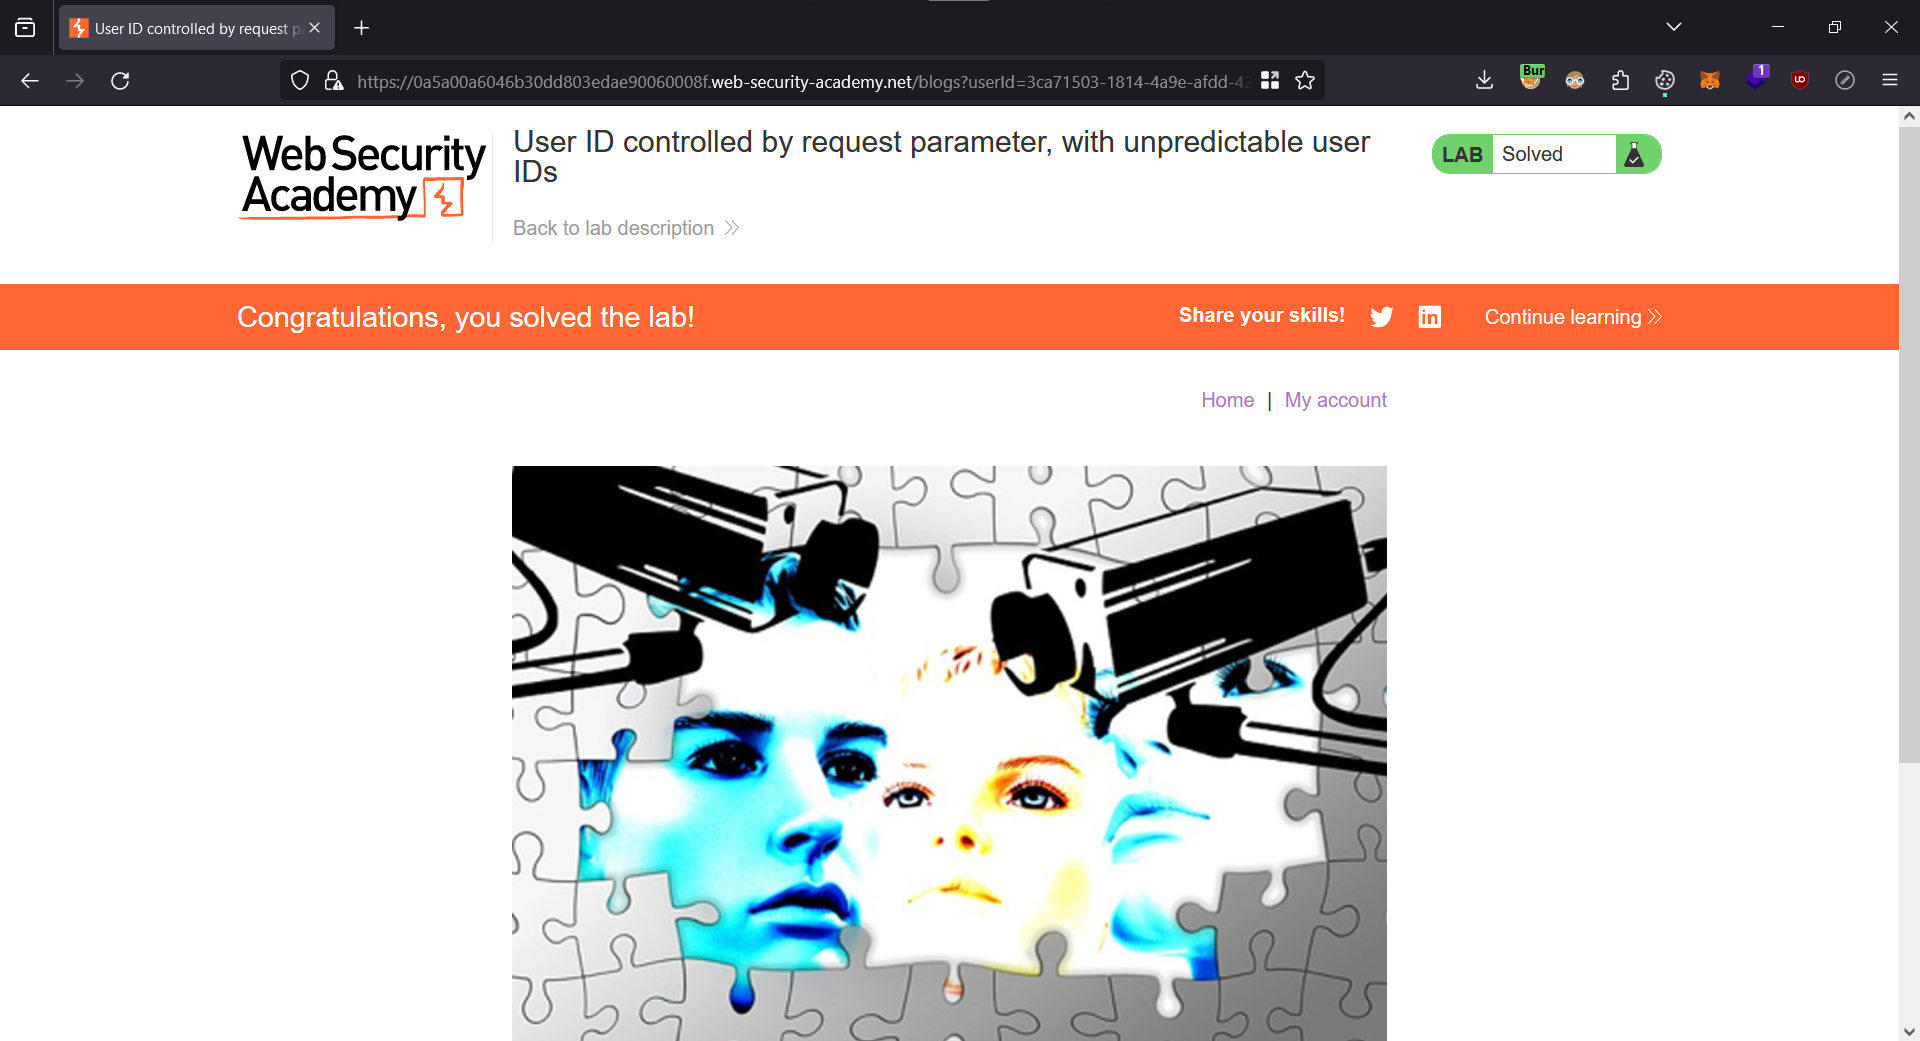 User ID controlled by request p
https://0a5a00a6046b30dd803edae90060008f.web-security-academy.net/blogs?userId=3ca71503-1814-4a9e-afdd-42
Bur
1
Web Security
Academy
User ID controlled by request parameter, with unpredictable user
IDs
Back to lab description
LAB Solved
Congratulations, you solved the lab!
Share your skills!
in
Continue learning
Home | My account